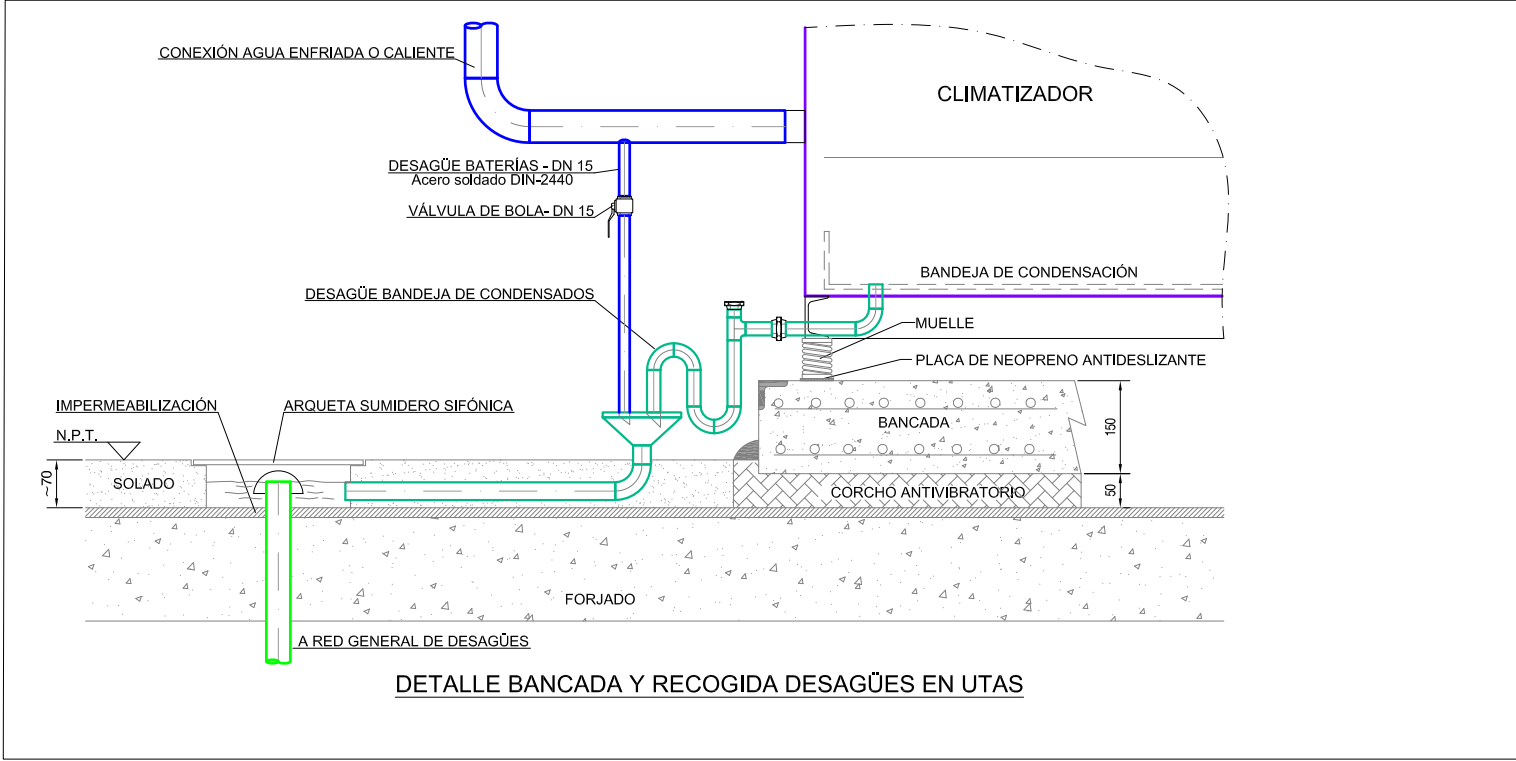 CONEXIÓN AGUA ENFRIADA O CALIENTE
CLIMATIZADOR
DESAGÜE BATERÍAS - DN 15
Acero soldado DIN-2440
VÁLVULA DE BOLA- DN 15
BANDEJA DE CONDENSACIÓN
DESAGÜE BANDEJA DE CONDENSADOS
MUELLE
PLACA DE NEOPRENO ANTIDESLIZANTE
IMPERMEABILIZACIÓN
ARQUETA SUMIDERO SIFÓNICA
BANCADA
150
N.P.T.
~70
SOLADO
CORCHO ANTIVIBRATORIO
50
FORJADO
A RED GENERAL DE DESAGÜES
DETALLE BANCADA Y RECOGIDA DESAGÜES EN UTAS